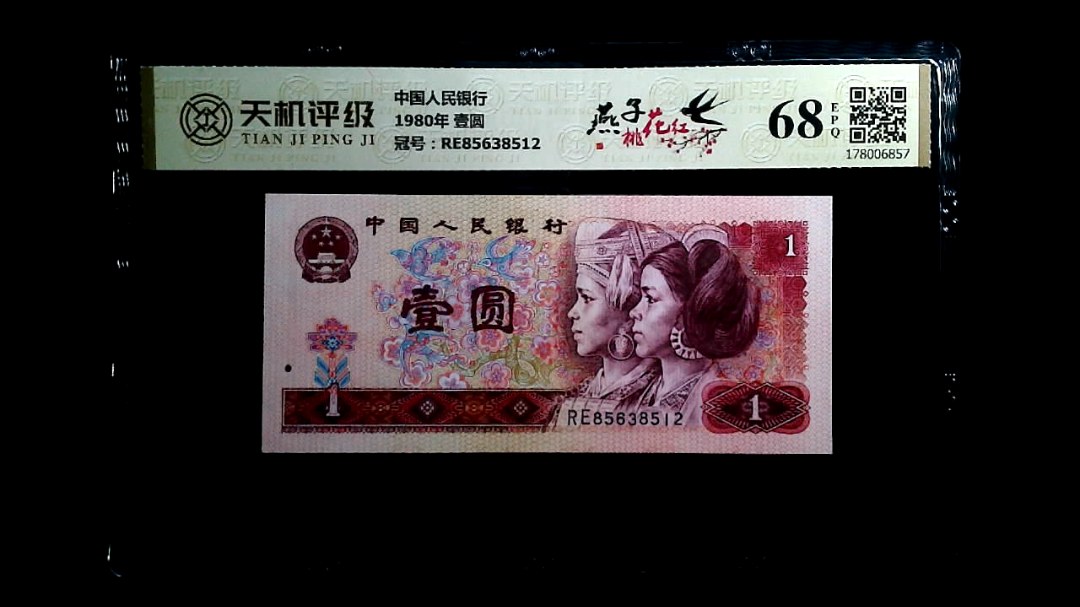 天机评级
TIAN JI PING JI
中国人民银行
1980年 壹圆
冠号：RE85638512
燕子
桃花红
68
EPQ
178006857
中国人民银行
1
壹圆
1
RE85638512
1